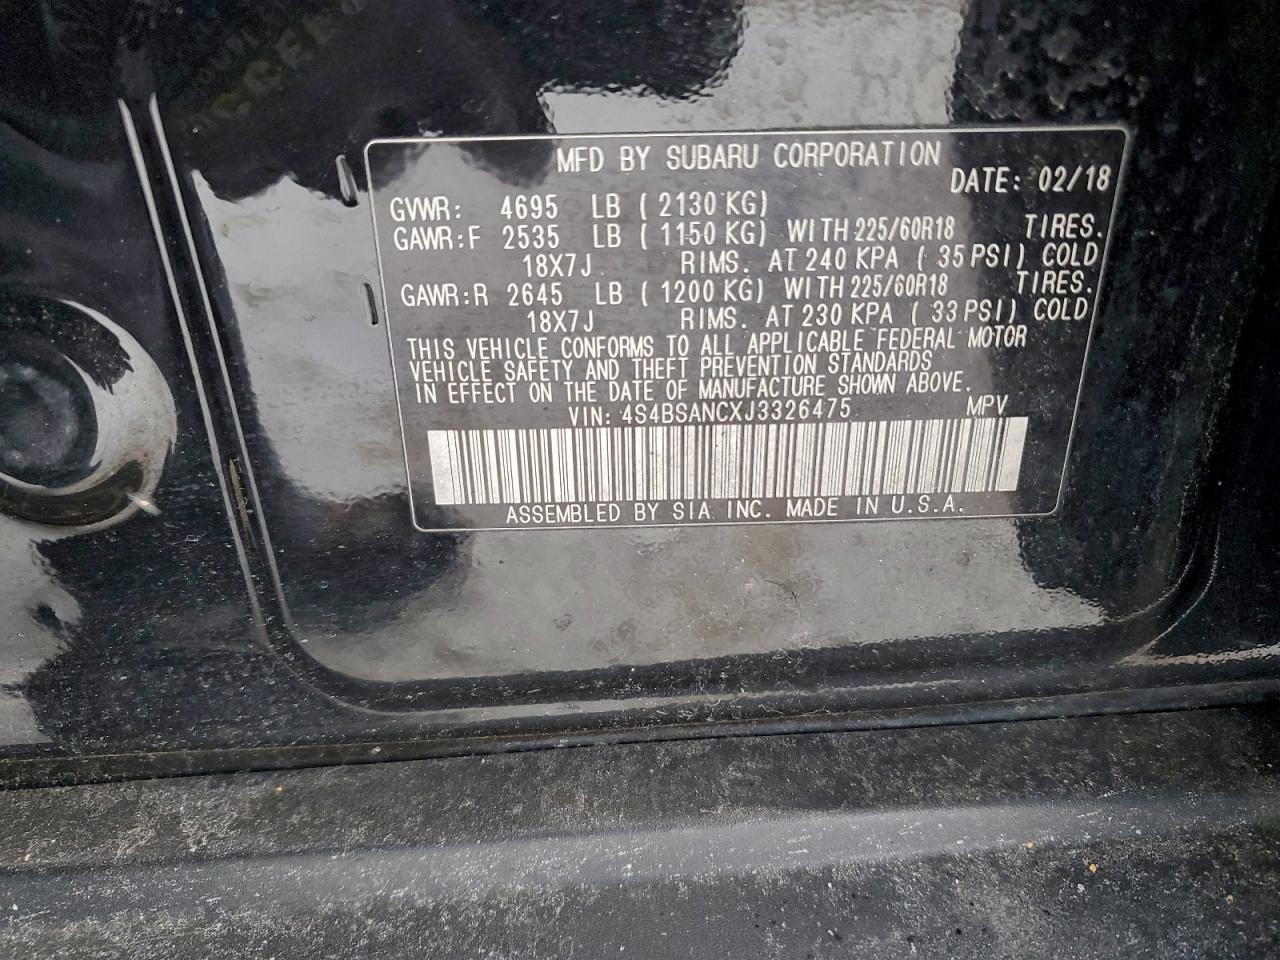 MFD BY SUBARU CORPORATION
DATE: 02/18
GVWR: 4695 LB ( 2130 KG)
GAWR:F 2535 LB ( 1150 KG) WITH 225/60R18 TIRES.
18X7J RIMS. AT 240 KPA ( 35 PSI) COLD
GAWR:R 2645 LB ( 1200 KG) WITH 225/60R18 TIRES.
18X7J RIMS. AT 230 KPA ( 33 PSI) COLD
THIS VEHICLE CONFORMS TO ALL APPLICABLE FEDERAL MOTOR
VEHICLE SAFETY AND THEFT PREVENTION STANDARDS
IN EFFECT ON THE DATE OF MANUFACTURE SHOWN ABOVE.
VIN: 4S4BSANCXJ3326475 MPV
ASSEMBLED BY SIA INC. MADE IN U.S.A.